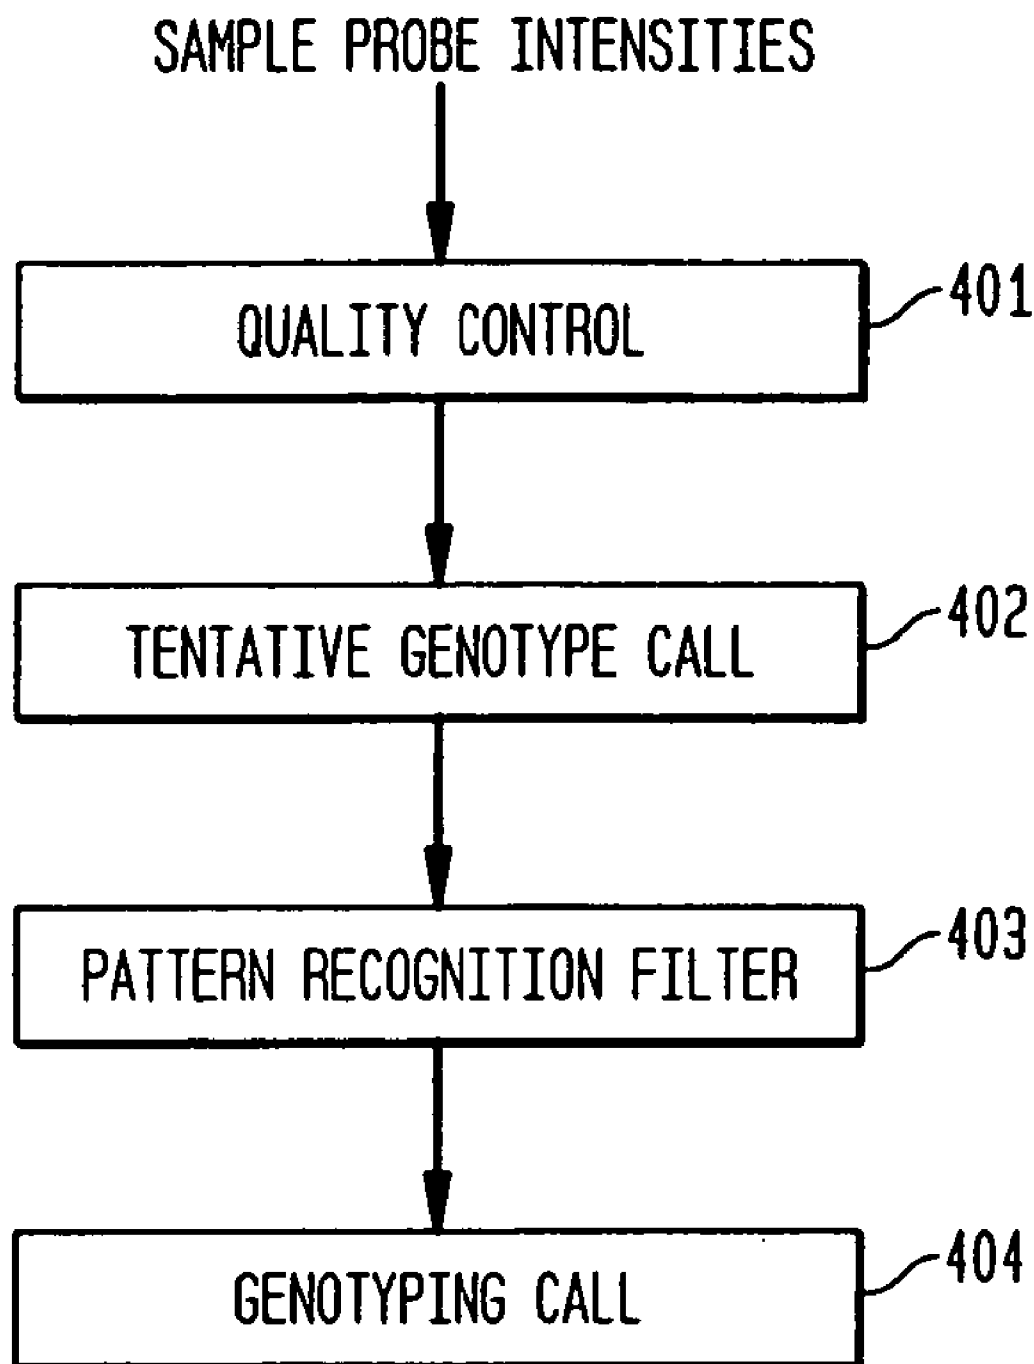 SAMPLE PROBE INTENSITIES
QUALITY CONTROL
401
TENTATIVE GENOTYPE CALL
402
PATTERN RECOGNITION FILTER
403
GENOTYPING CALL
404